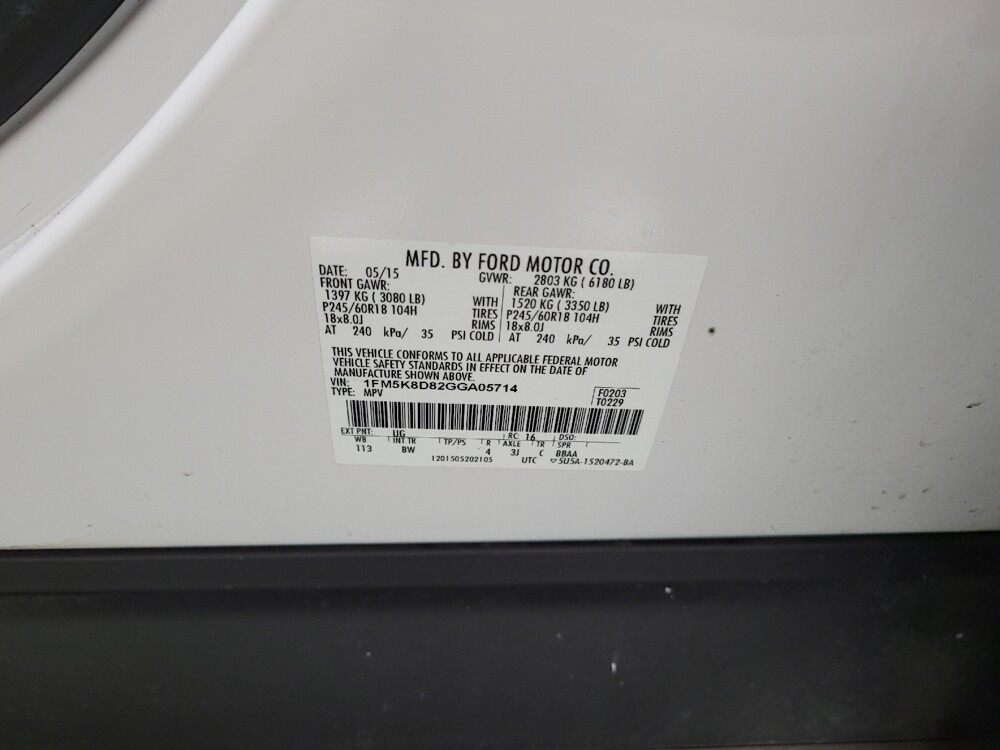 MFD. BY FORD MOTOR CO.
DATE: 05/15 GVWR: 2803 KG ( 6180 LB)
FRONT GAWR: REAR GAWR:
1397 KG ( 3080 LB) WITH 1520 KG ( 3350 LB) WITH
P245/60R18 104H TIRES P245/60R18 104H TIRES
18x8.0J RIMS 18x8.0J RIMS
AT 240 kPa/ 35 PSI COLD AT 240 kPa/ 35 PSI COLD
THIS VEHICLE CONFORMS TO ALL APPLICABLE FEDERAL MOTOR
VEHICLE SAFETY STANDARDS IN EFFECT ON THE DATE OF
MANUFACTURE SHOWN ABOVE.
VIN: 1FM5K8D82GGA05714 F0203
TYPE: MPV T0229
EXT PNT: UG RC: 16 DSO:
WB INT TR TP/PS R AXLE TR SPR
113 BW 4 3J C BBAA
1201505202105 UTC 5U5A-1520472-BA